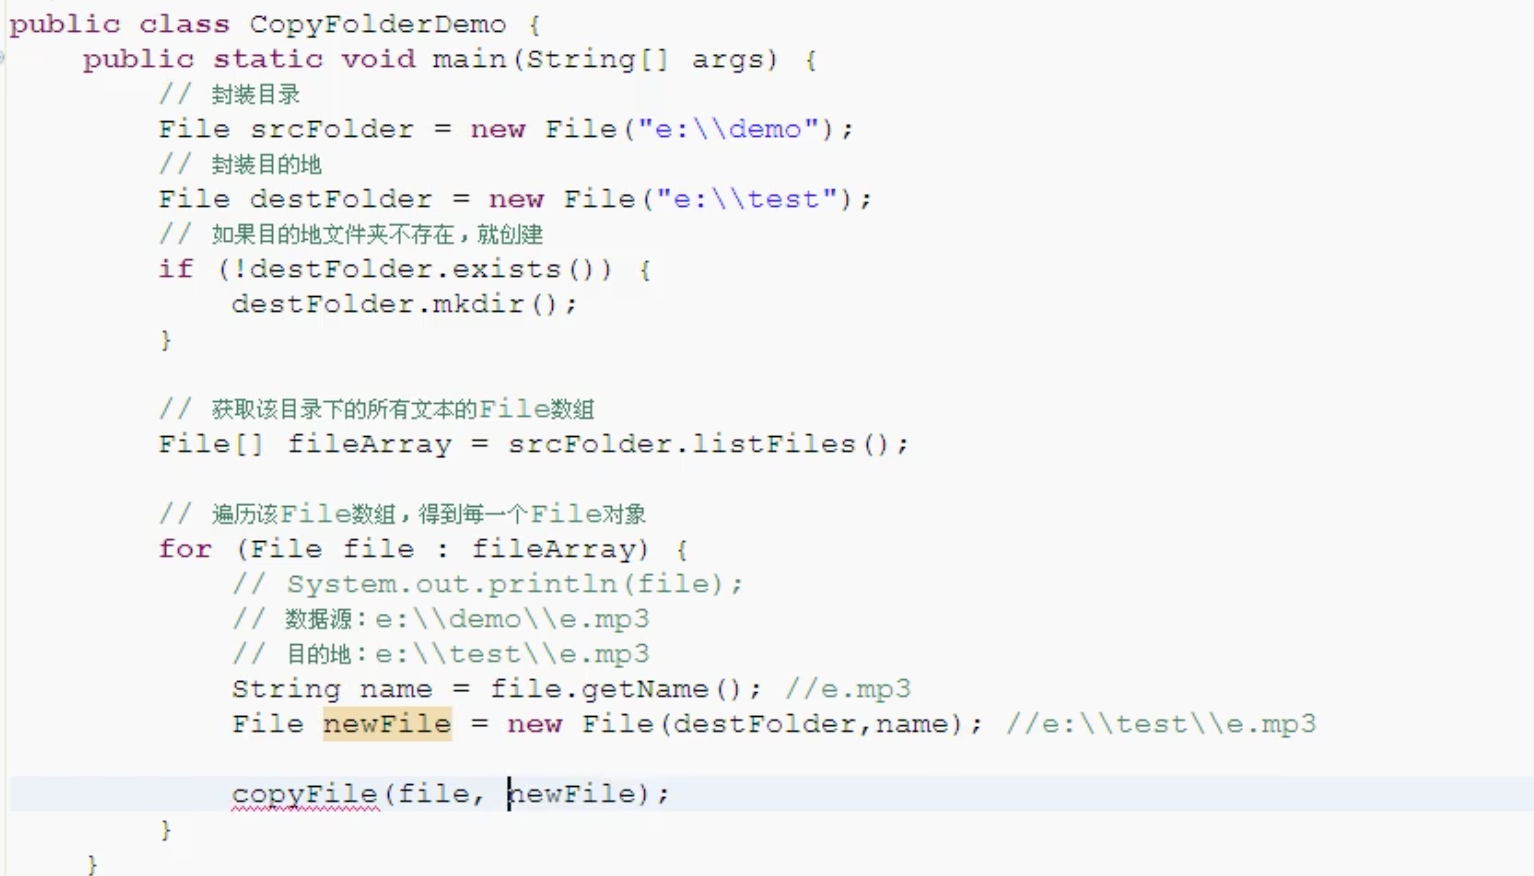 public class CopyFolderDemo {
public static void main(String[] args) {
// 封装目录
File srcFolder = new File("e:\\demo");
// 封装目的地
File destFolder = new File("e:\\test");
// 如果目的地文件夹不存在，就创建
if (!destFolder.exists()) {
destFolder.mkdir();
}
// 获取该目录下的所有文本的File数组
File[] fileArray = srcFolder.listFiles();
// 遍历该File数组，得到每一个File对象
for (File file : fileArray) {
// System.out.println(file);
// 数据源：e:\\demo\\e.mp3
// 目的地：e:\\test\\e.mp3
String name = file.getName(); //e.mp3
File newFile = new File(destFolder,name); //e:\\test\\e.mp3
copyFile(file, newFile);
}
}